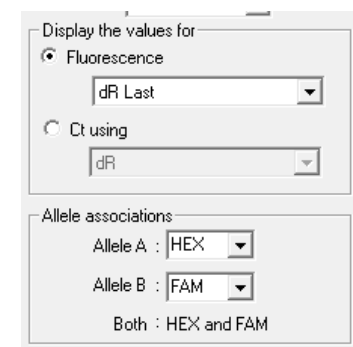 Display the values for
Fluorescence
dR Last
Ct using
dR
Allele associations
Allele A : HEX
Allele B : FAM
Both : HEX and FAM